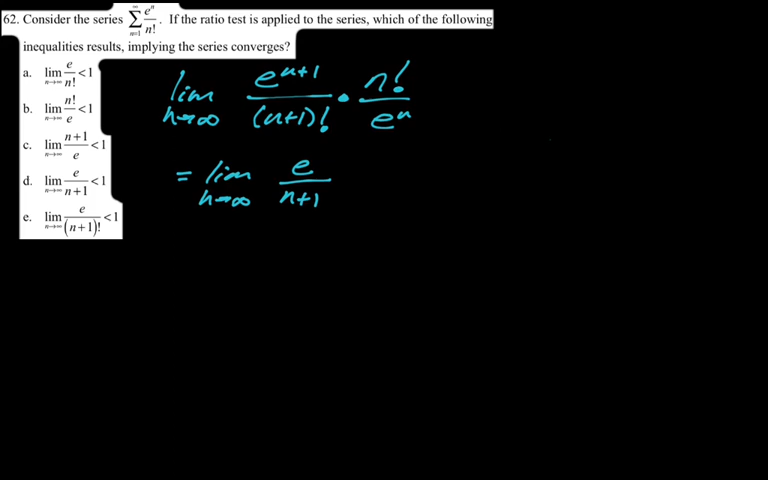 62. Consider the series ∑_{n=1}^{∞} e^n/n!. If the ratio test is applied to the series, which of the following
inequalities results, implying the series converges?
a. lim_{n→∞} e/n! < 1
b. lim_{n→∞} n!/e < 1
c. lim_{n→∞} (n+1)/e < 1
d. lim_{n→∞} e/(n+1) < 1
e. lim_{n→∞} e/(n+1)! < 1
lim_{n→∞} e^{n+1}/(n+1)! • n!/e^n
= lim_{n→∞} e/(n+1)